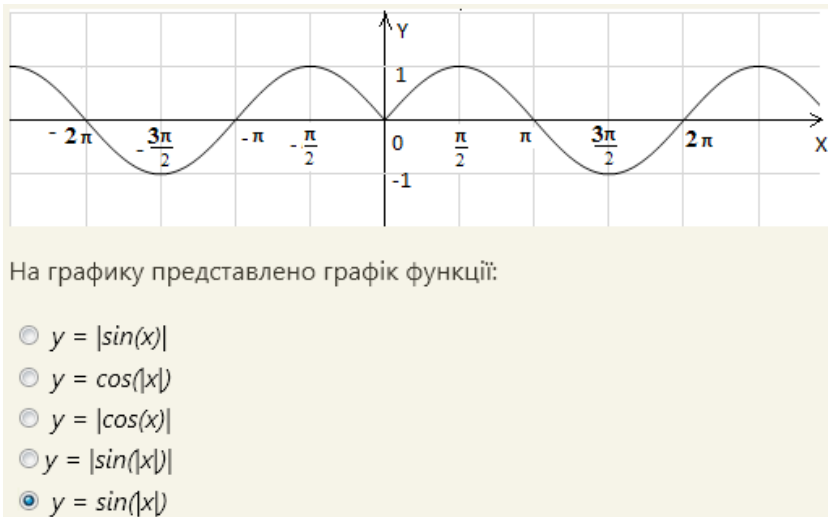 Y
1
- 2π - 3π/2 - π - π/2 0 π/2 π 3π/2 2π X
-1
На графику представлено графік функції:
y = |sin(x)|
y = cos(|x|)
y = |cos(x)|
y = |sin(|x|)|
y = sin(|x|)